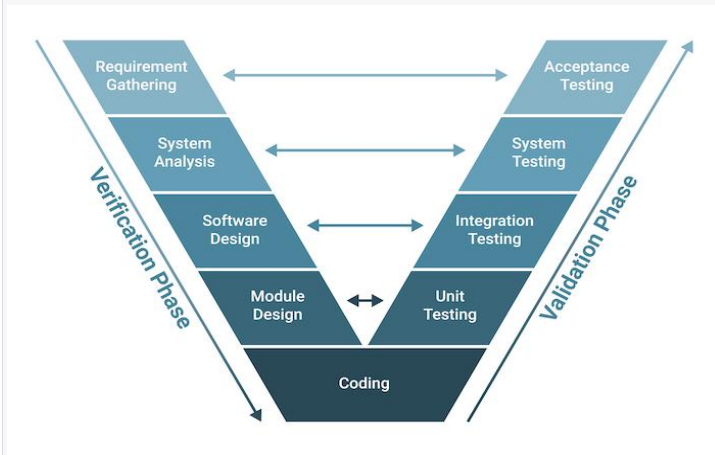 Requirement
Gathering
Acceptance
Testing
System
Analysis
System
Testing
Software
Design
Integration
Testing
Module
Design
Unit
Testing
Coding
Verification Phase
Validation Phase